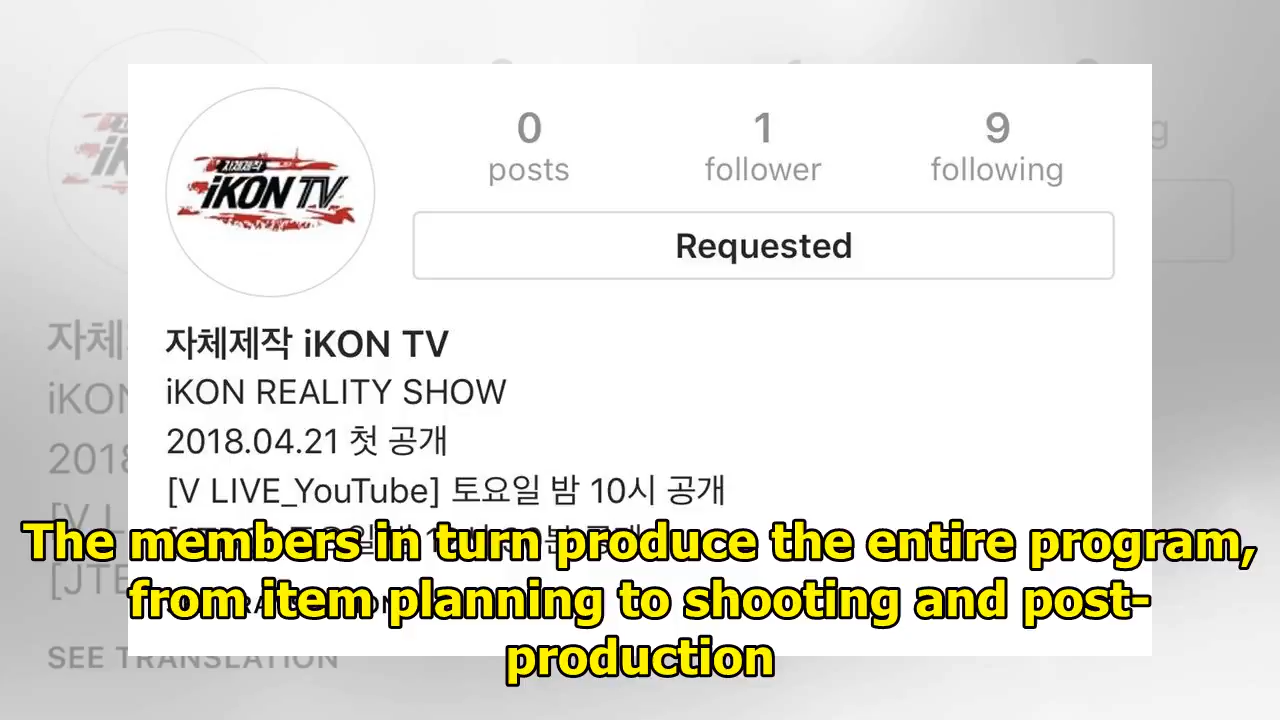 자체제작
iKON TV
0 1 9
posts follower following
Requested
자체제작 iKON TV
iKON REALITY SHOW
2018.04.21 첫 공개
[V LIVE_YouTube] 토요일 밤 10시 공개
The members in turn produce the entire program,
from item planning to shooting and post-
production
SEE TRANSLATION